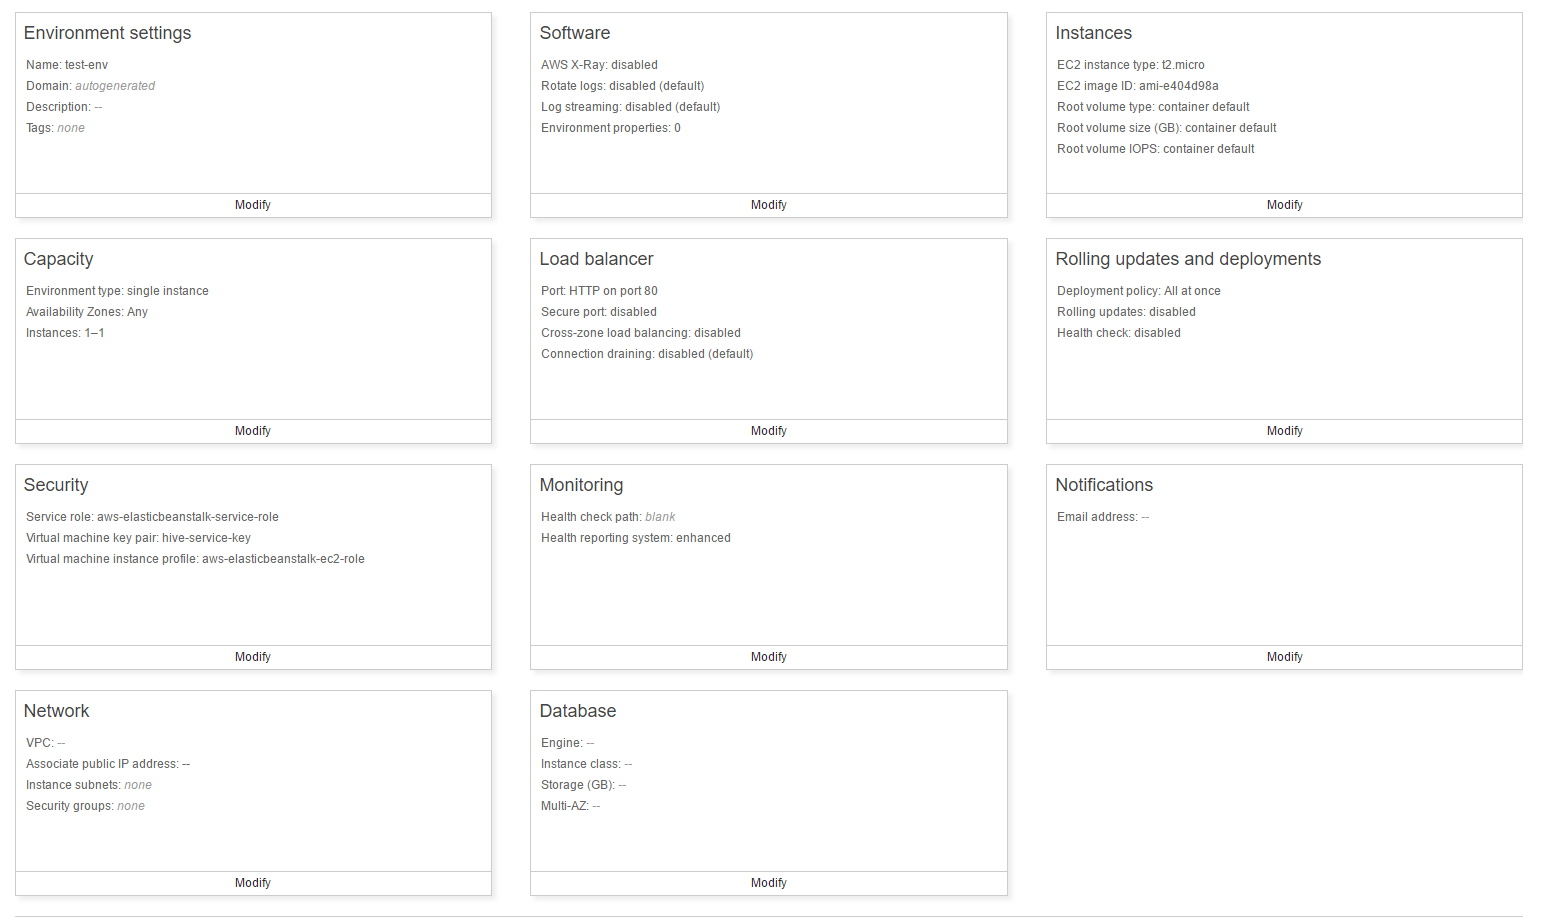 Environment settings
Name: test-env
Domain: autogenerated
Description: --
Tags: none
Modify
Software
AWS X-Ray: disabled
Rotate logs: disabled (default)
Log streaming: disabled (default)
Environment properties: 0
Modify
Instances
EC2 instance type: t2.micro
EC2 image ID: ami-e404d98a
Root volume type: container default
Root volume size (GB): container default
Root volume IOPS: container default
Modify
Capacity
Environment type: single instance
Availability Zones: Any
Instances: 1–1
Modify
Load balancer
Port: HTTP on port 80
Secure port: disabled
Cross-zone load balancing: disabled
Connection draining: disabled (default)
Modify
Rolling updates and deployments
Deployment policy: All at once
Rolling updates: disabled
Health check: disabled
Modify
Security
Service role: aws-elasticbeanstalk-service-role
Virtual machine key pair: hive-service-key
Virtual machine instance profile: aws-elasticbeanstalk-ec2-role
Modify
Monitoring
Health check path: blank
Health reporting system: enhanced
Modify
Notifications
Email address: --
Modify
Network
VPC: --
Associate public IP address: --
Instance subnets: none
Security groups: none
Modify
Database
Engine: --
Instance class: --
Storage (GB): --
Multi-AZ: --
Modify